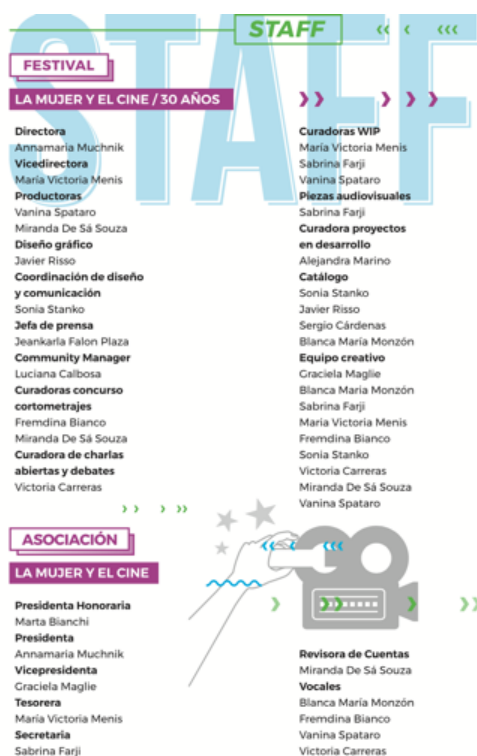 STAFF
STAFF
FESTIVAL
LA MUJER Y EL CINE / 30 AÑOS
Directora
Annamaria Muchnik
Vicedirectora
María Victoria Menis
Productoras
Vanina Spataro
Miranda De Sá Souza
Diseño gráfico
Javier Risso
Coordinación de diseño
y comunicación
Sonia Stanko
Jefa de prensa
Jeankarla Falon Plaza
Community Manager
Luciana Calbosa
Curadoras concurso
cortometrajes
Fremdina Bianco
Miranda De Sá Souza
Curadora de charlas
abiertas y debates
Victoria Carreras
Curadoras WIP
María Victoria Menis
Sabrina Farji
Vanina Spataro
Piezas audiovisuales
Sabrina Farji
Curadora proyectos
en desarrollo
Alejandra Marino
Catálogo
Sonia Stanko
Javier Risso
Sergio Cárdenas
Blanca María Monzón
Equipo creativo
Graciela Maglie
Blanca Maria Monzón
Sabrina Farji
Maria Victoria Menis
Fremdina Bianco
Sonia Stanko
Victoria Carreras
Miranda De Sá Souza
Vanina Spataro
ASOCIACIÓN
LA MUJER Y EL CINE
Presidenta Honoraria
Marta Bianchi
Presidenta
Annamaria Muchnik
Vicepresidenta
Graciela Maglie
Tesorera
María Victoria Menis
Secretaria
Sabrina Farji
Revisora de Cuentas
Miranda De Sá Souza
Vocales
Blanca María Monzón
Fremdina Bianco
Vanina Spataro
Victoria Carreras